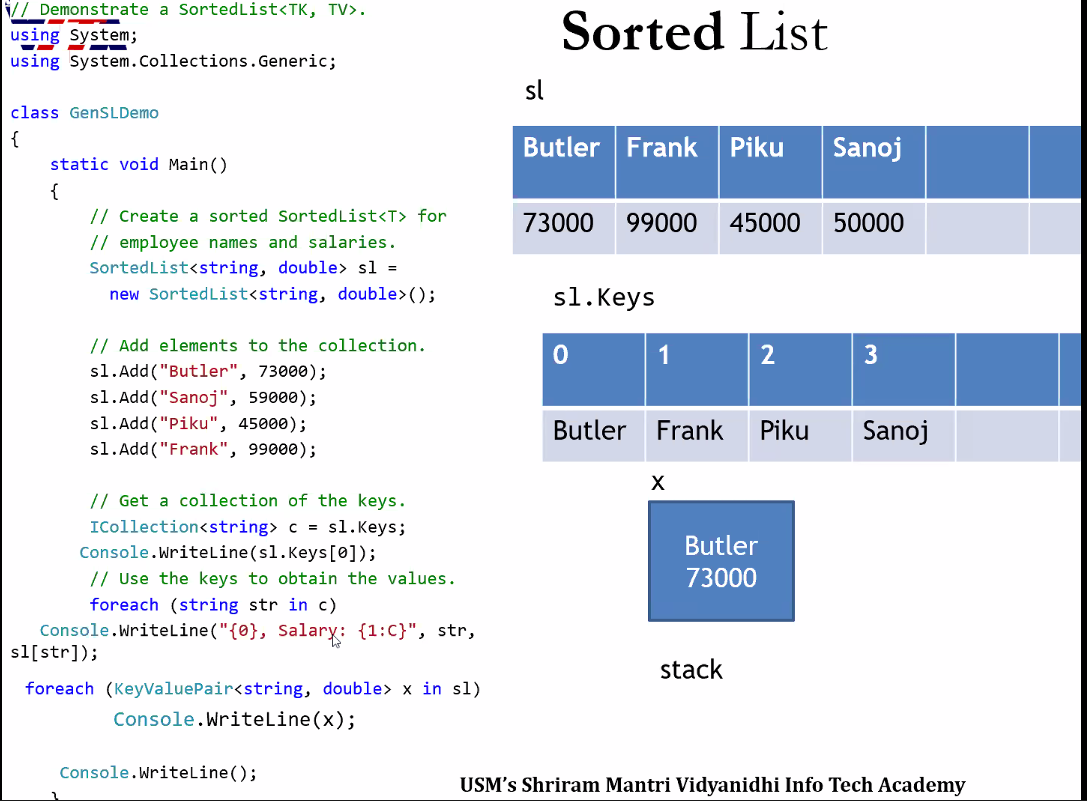 // Demonstrate a SortedList<TK, TV>.
using System;
using System.Collections.Generic;
class GenSLDemo
{
static void Main()
{
// Create a sorted SortedList<T> for
// employee names and salaries.
SortedList<string, double> sl =
new SortedList<string, double>();
// Add elements to the collection.
sl.Add("Butler", 73000);
sl.Add("Sanoj", 59000);
sl.Add("Piku", 45000);
sl.Add("Frank", 99000);
// Get a collection of the keys.
ICollection<string> c = sl.Keys;
Console.WriteLine(sl.Keys[0]);
// Use the keys to obtain the values.
foreach (string str in c)
Console.WriteLine("{0}, Salary: {1:C}", str,
sl[str]);
foreach (KeyValuePair<string, double> x in sl)
Console.WriteLine(x);
Console.WriteLine();
}
Sorted List
sl
Butler Frank Piku Sanoj
73000 99000 45000 50000
sl.Keys
0 1 2 3
Butler Frank Piku Sanoj
x
Butler
73000
stack
USM's Shriram Mantri Vidyanidhi Info Tech Academy